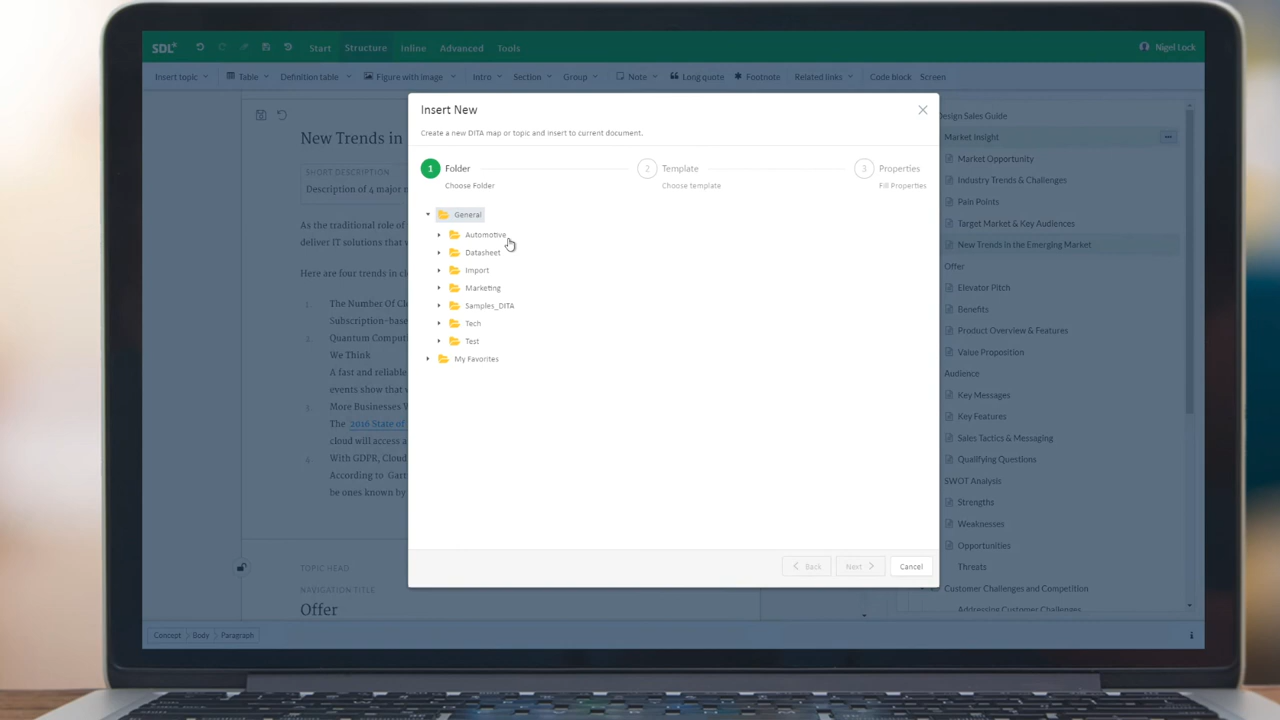 SDL* Start Structure Inline Advanced Tools Nigel Lock
Insert topic Table Definition table Figure with image Intro Section Group Note Long quote Footnote Related links Code block Screen
New Trends in
SHORT DESCRIPTION
Description of 4 major
As the traditional role of
deliver IT solutions that
Here are four trends in
1. The Number Of
Subscription-base
2. Quantum Comput
We Think
A fast and reliable
events show that
3. More Businesses
The 2016 State of
cloud will access a
4. With GDPR, Cloud
According to Gart
be ones known by
TOPIC HEAD
NAVIGATION TITLE
Offer
Concept Body Paragraph
Insert New
Create a new DITA map or topic and insert to current document.
1 Folder 2 Template 3 Properties
Choose Folder Choose template Fill Properties
General
Automotive
Datasheet
Import
Marketing
Samples_DITA
Tech
Test
My Favorites
Back Next Cancel
Design Sales Guide
Market Insight
Market Opportunity
Industry Trends & Challenges
Pain Points
Target Market & Key Audiences
New Trends in the Emerging Market
Offer
Elevator Pitch
Benefits
Product Overview & Features
Value Proposition
Audience
Key Messages
Key Features
Sales Tactics & Messaging
Qualifying Questions
SWOT Analysis
Strengths
Weaknesses
Opportunities
Threats
Customer Challenges and Competition
Addressing Customer Challenges